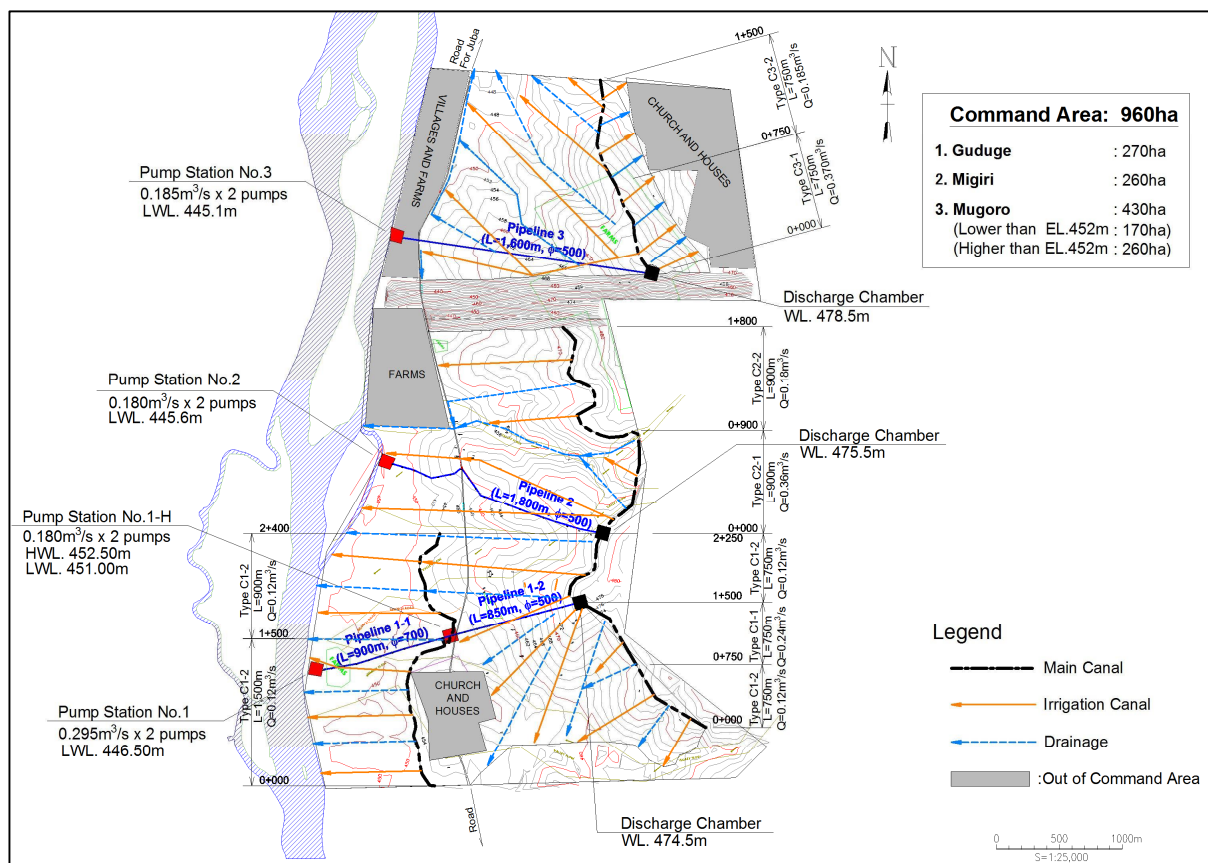 Road
For Juba
1+500
Type C3-2
L=750m
Q=0.185m³/s
0+750
Type C3-1
L=750m
Q=0.370m³/s
0+000
N
VILLAGES AND FARMS
CHURCH AND HOUSES
Command Area: 960ha
1. Guduge : 270ha
2. Migiri : 260ha
3. Mugoro : 430ha
(Lower than EL.452m : 170ha)
(Higher than EL.452m : 260ha)
Pump Station No.3
0.185m³/s x 2 pumps
LWL. 445.1m
FARMS
Pipeline 3
(L=1,600m, φ=500)
Discharge Chamber
WL. 478.5m
1+800
Type C2-2
L=900m
Q=0.18m³/s
0+900
FARMS
Pump Station No.2
0.180m³/s x 2 pumps
LWL. 445.6m
Discharge Chamber
WL. 475.5m
Type C2-1
L=900m
Q=0.36m³/s
0+000
2+250
Pipeline 2
(L=1,800m, φ=500)
Pump Station No.1-H
0.180m³/s x 2 pumps
HWL. 452.50m
LWL. 451.00m
2+400
Type C1-2
L=900m
Q=0.12m³/s
1+500
Type C1-2
L=750m
Q=0.12m³/s
1+500
Pipeline 1-2
(L=850m, φ=500)
Pipeline 1-1
(L=900m, φ=700)
Type C1-1
L=750m
Q=0.24m³/s
0+750
Type C1-2
L=750m
Q=0.12m³/s
0+000
Type C1-2
L=1,500m
Q=0.12m³/s
0+000
CHURCH
AND
HOUSES
Pump Station No.1
0.295m³/s x 2 pumps
LWL. 446.50m
Road
Discharge Chamber
WL. 474.5m
Legend
Main Canal
Irrigation Canal
Drainage
:Out of Command Area
0 500 1000m
S=1:25,000